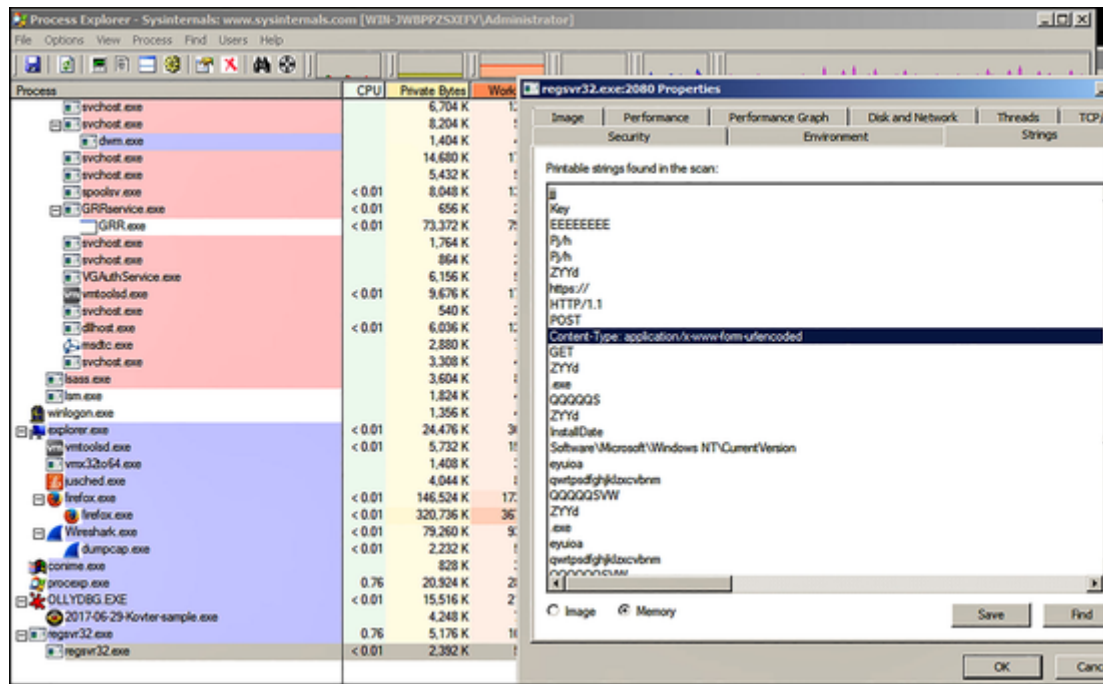 Process Explorer - Sysinternals: www.sysinternals.com [WIN-JWBPPZSXEFV\Administrator]
File Options View Process Find Users Help
Process CPU Private Bytes Work
svchost.exe 6,704 K
svchost.exe 8,204 K
dwm.exe 1,404 K
svchost.exe 14,680 K
svchost.exe 5,432 K
spoolsv.exe < 0.01 8,048 K
GRRservice.exe < 0.01 656 K
GRR.exe < 0.01 73,372 K
svchost.exe 1,764 K
svchost.exe 864 K
VGAuthService.exe 6,156 K
vmtoolsd.exe < 0.01 9,676 K
svchost.exe 540 K
dllhost.exe < 0.01 6,036 K
msdtc.exe 2,880 K
svchost.exe 3,308 K
lsass.exe 3,604 K
lsm.exe 1,824 K
winlogon.exe 1,356 K
explorer.exe < 0.01 24,476 K
vmtoolsd.exe < 0.01 5,732 K
vmx32to64.exe 1,408 K
jusched.exe 4,044 K
firefox.exe < 0.01 146,524 K
firefox.exe < 0.01 320,736 K
Wireshark.exe < 0.01 79,260 K
dumpcap.exe < 0.01 2,232 K
conime.exe 828 K
procexp.exe 0.76 20,924 K
OLLYDBG.EXE < 0.01 15,516 K
2017-06-29-Kovter-sample.exe 4,248 K
regsvr32.exe 0.76 5,176 K
regsvr32.exe < 0.01 2,392 K
regsvr32.exe:2080 Properties
Image Performance Performance Graph Disk and Network Threads TCP/
Security Environment Strings
Printable strings found in the scan:
Key
EEEEEEEE
Pj/h
Pj/h
ZYYd
https://
HTTP/1.1
POST
Content-Type: application/x-www-form-urlencoded
GET
ZYYd
.exe
QQQQQS
ZYYd
InstallDate
Software\Microsoft\Windows NT\CurrentVersion
eyuioa
qwrtpsdfghjklzxcvbnm
QQQQQSVW
ZYYd
.exe
eyuioa
qwrtpsdfghjklzxcvbnm
Image Memory Save Find
OK Canc